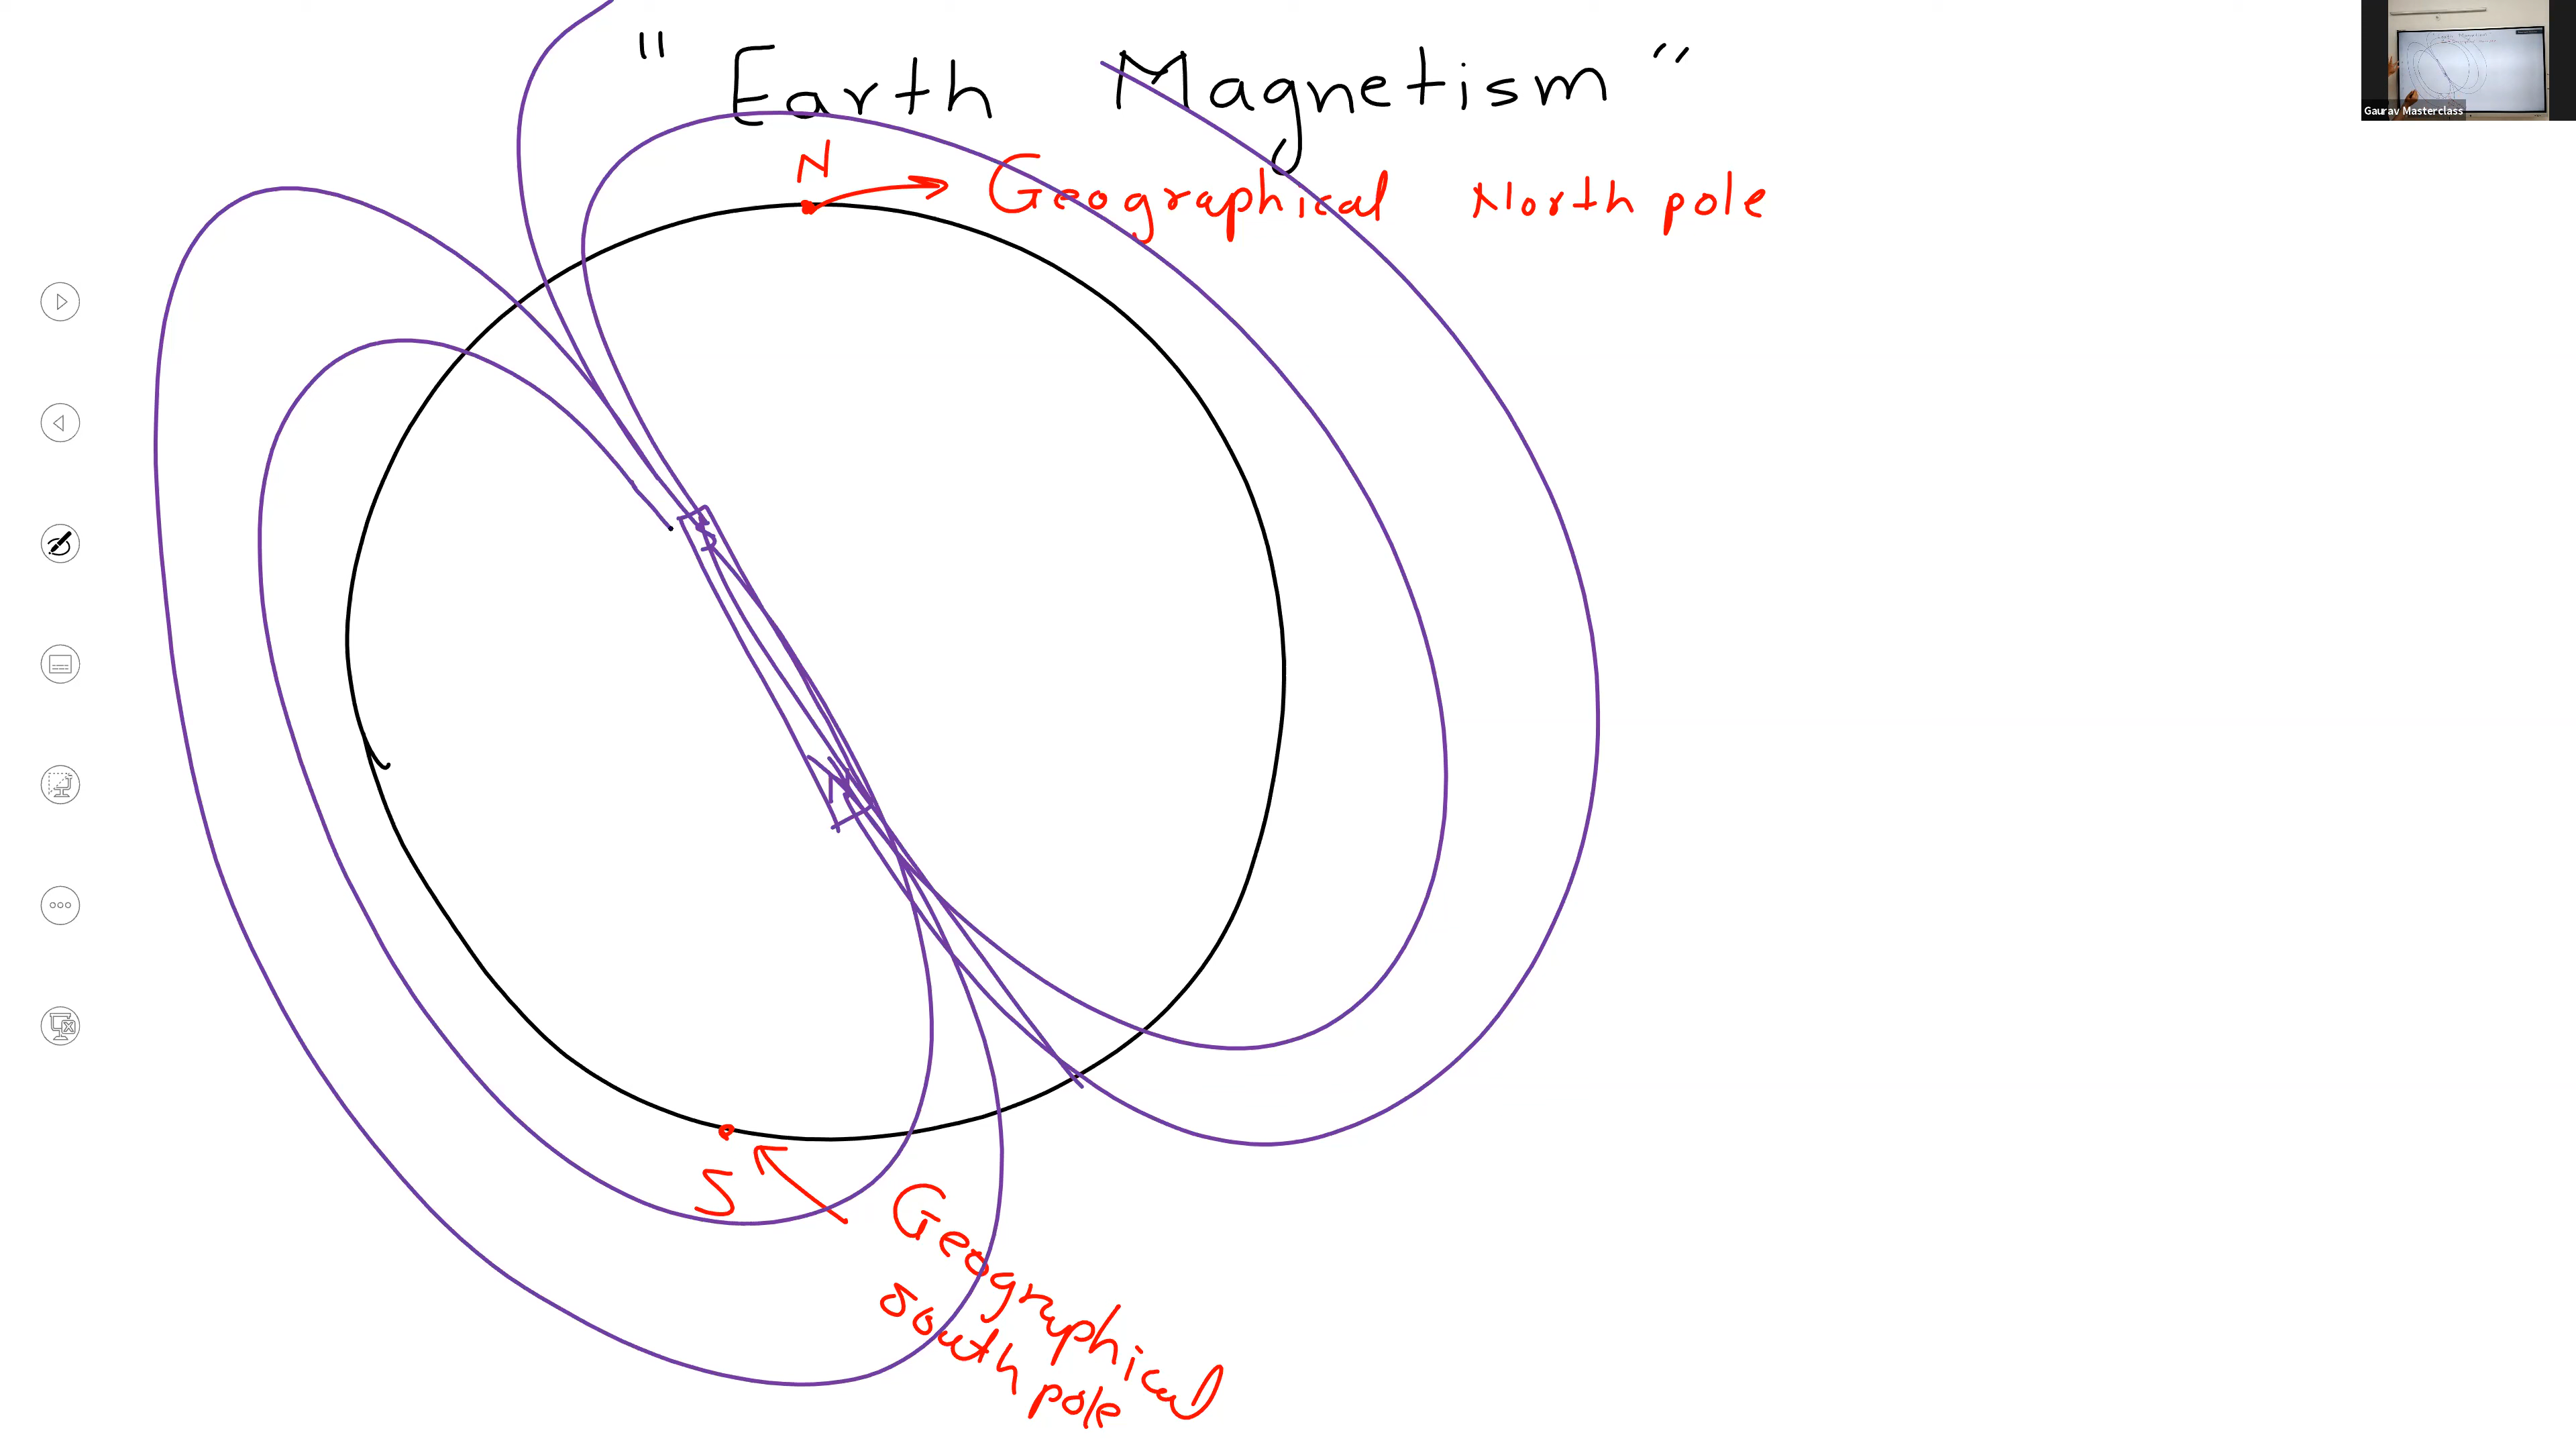 " Earth Magnetism "
N
Geographical North pole
S
N
S
Geographical
south pole
Gaurav Masterclass